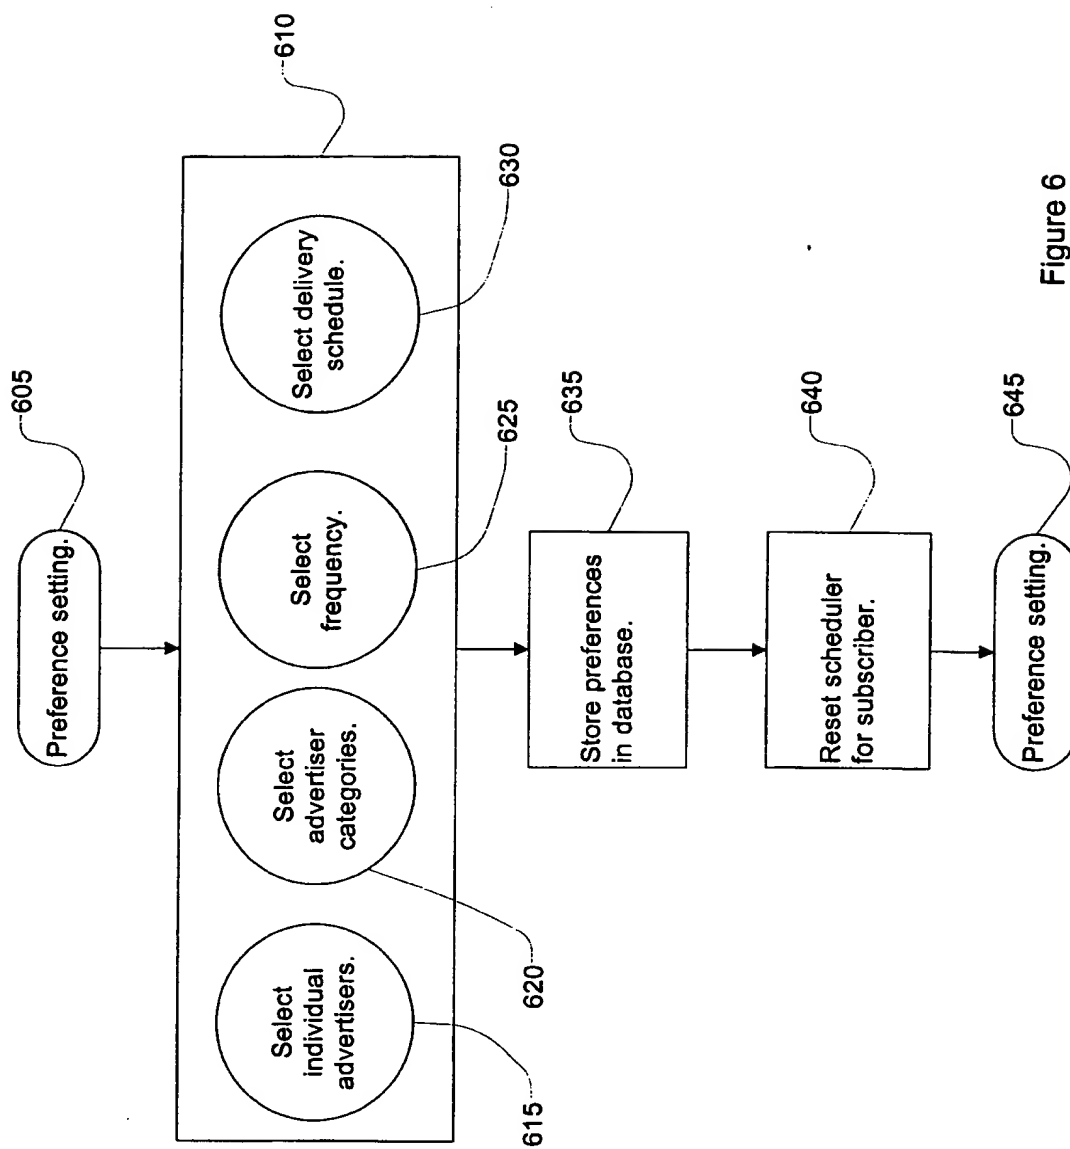 Preference setting.
605
610
Select
individual
advertisers.
615
Select
advertiser
categories.
620
Select
frequency.
625
Select delivery
schedule.
630
Store preferences
in database.
635
Reset scheduler
for subscriber.
640
Preference setting.
645
Figure 6